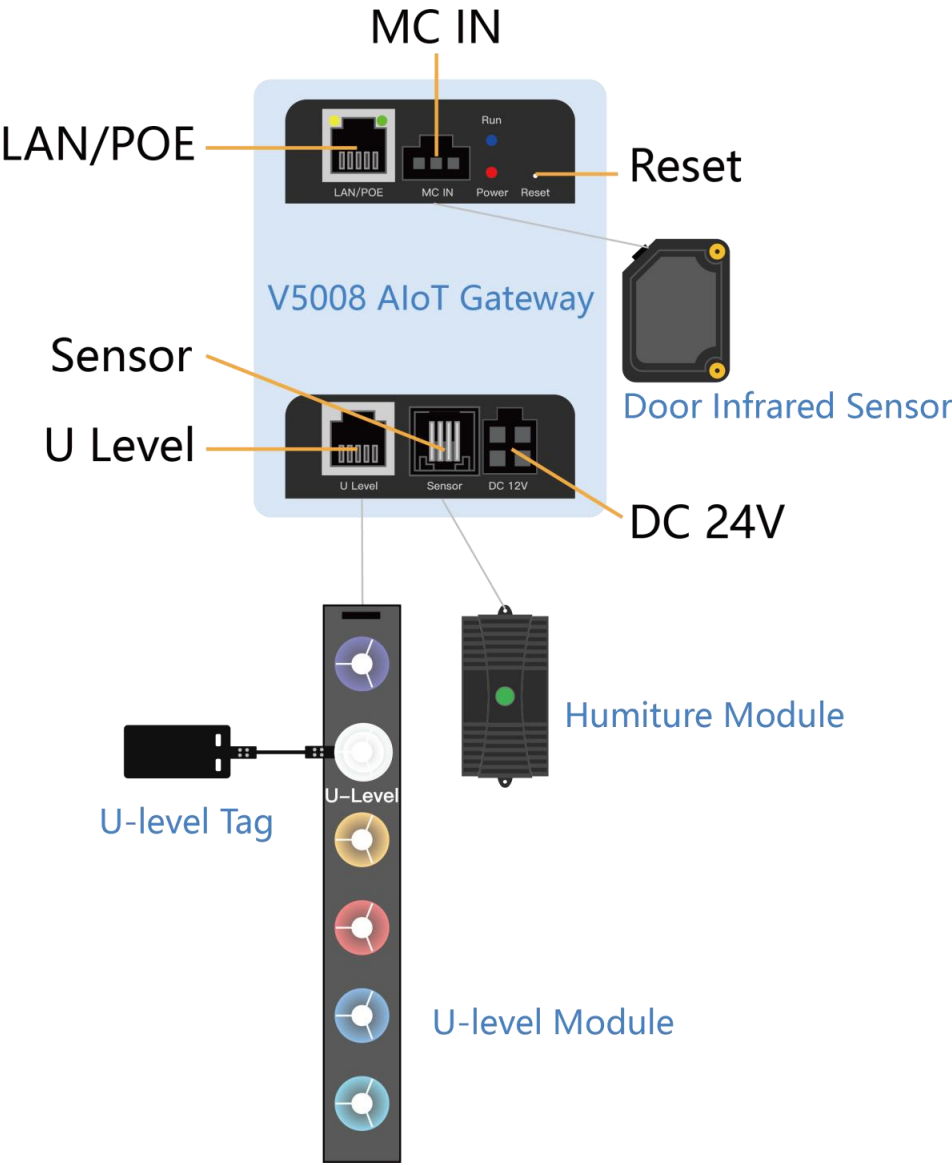 MC IN
LAN/POE
Run
Reset
LAN/POE
MC IN
Power
Reset
V5008 AIoT Gateway
Sensor
Door Infrared Sensor
U Level
U Level
Sensor
DC 12V
DC 24V
Humiture Module
U-Level
U-level Tag
U-level Module